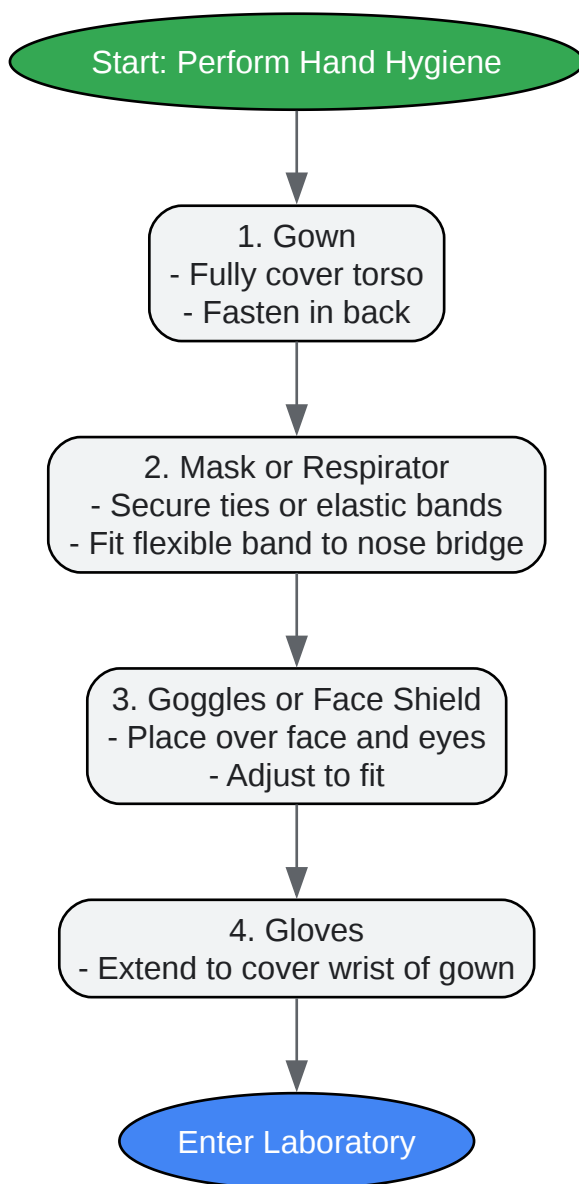 Start: Perform Hand Hygiene
1. Gown
- Fully cover torso
- Fasten in back
2. Mask or Respirator
- Secure ties or elastic bands
- Fit flexible band to nose bridge
3. Goggles or Face Shield
- Place over face and eyes
- Adjust to fit
4. Gloves
- Extend to cover wrist of gown
Enter Laboratory